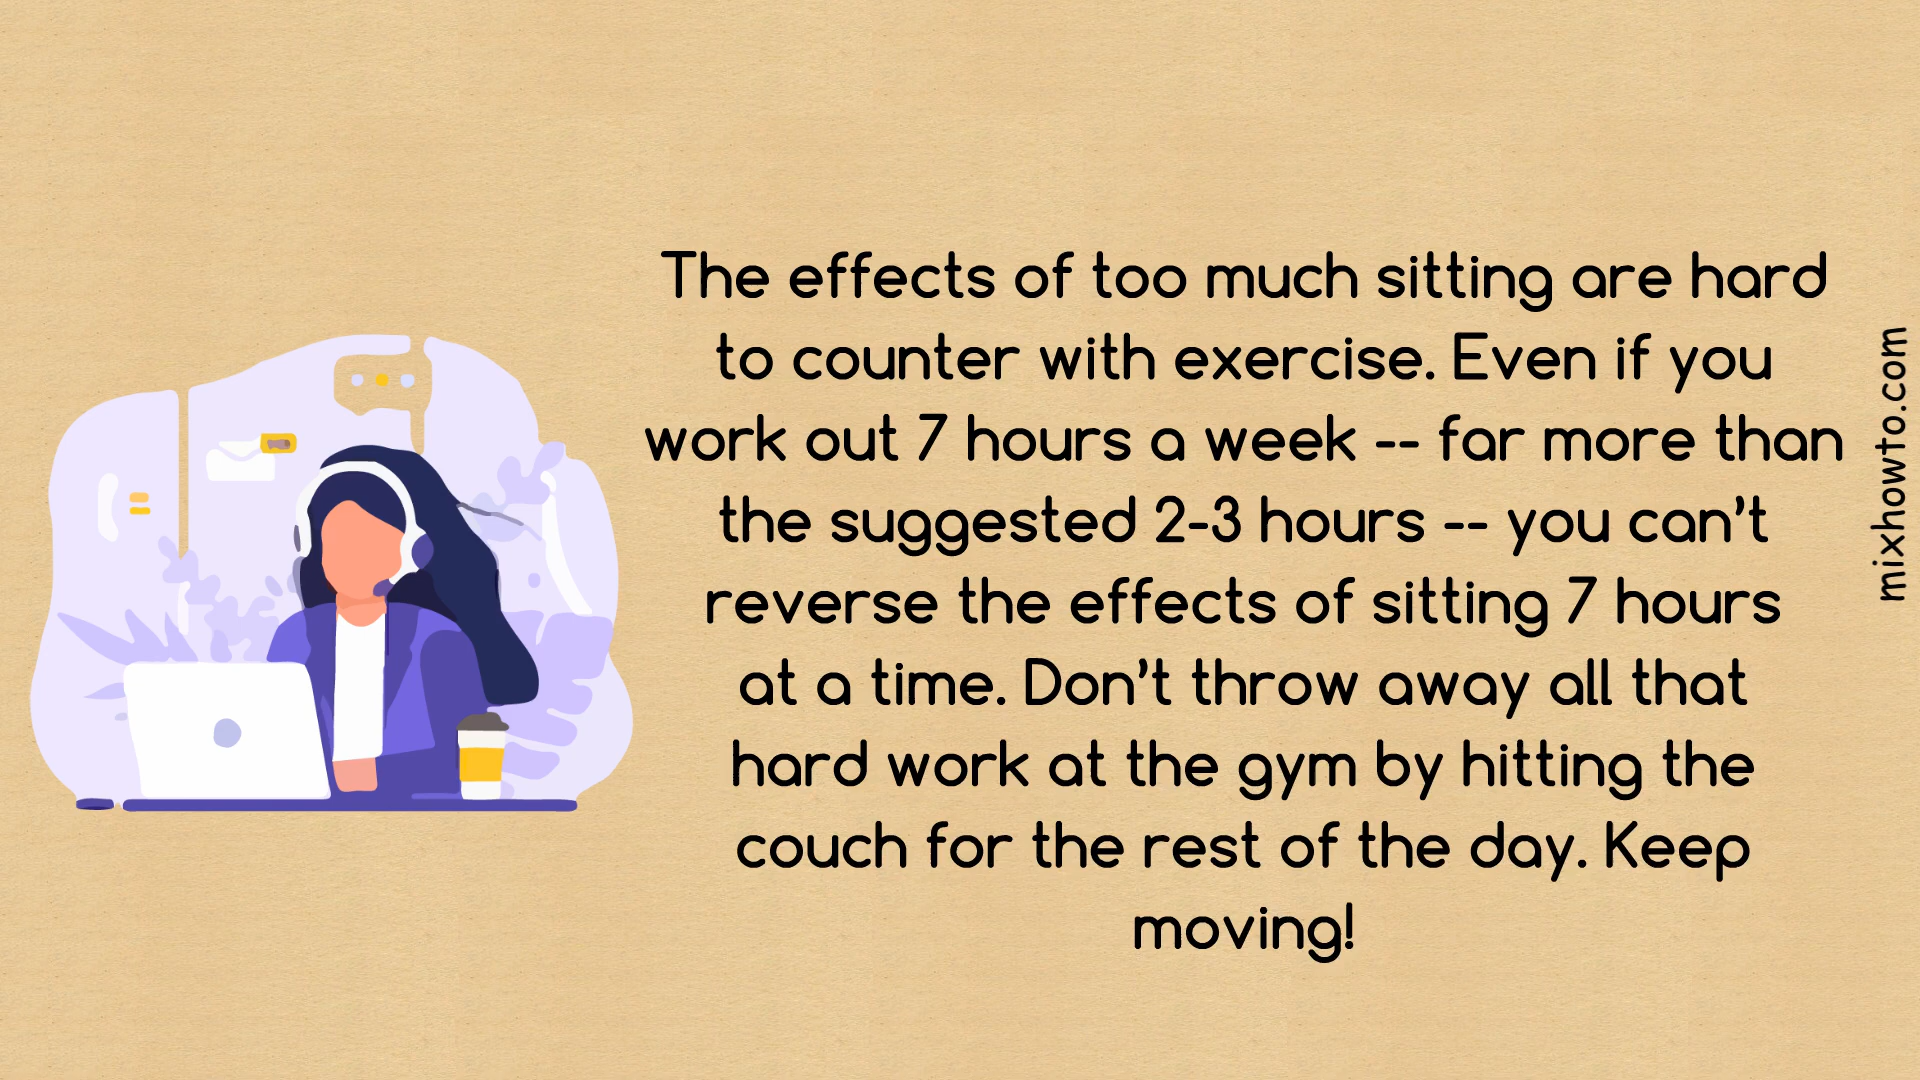 The effects of too much sitting are hard
to counter with exercise. Even if you
work out 7 hours a week -- far more than
the suggested 2-3 hours -- you can’t
reverse the effects of sitting 7 hours
at a time. Don’t throw away all that
hard work at the gym by hitting the
couch for the rest of the day. Keep
moving!
mixhowto.com